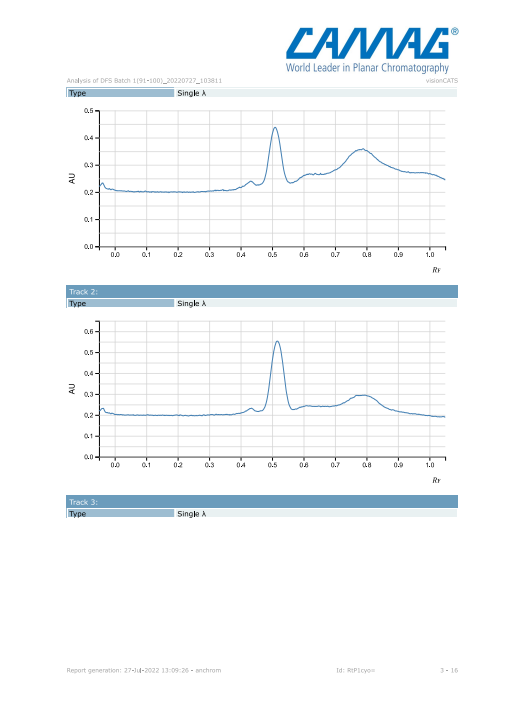 CAMAG®
World Leader in Planar Chromatography
Analysis of DFS Batch 1(91-100)_20220727_103811 visionCATS
Type Single λ
0.5
0.4
0.3
0.2
0.1
0.0
AU
0.0 0.1 0.2 0.3 0.4 0.5 0.6 0.7 0.8 0.9 1.0
RF
Track 2:
Type Single λ
0.6
0.5
0.4
0.3
0.2
0.1
0.0
AU
0.0 0.1 0.2 0.3 0.4 0.5 0.6 0.7 0.8 0.9 1.0
RF
Track 3:
Type Single λ
Report generation: 27-Jul-2022 13:09:26 - anchrom Id: RtP1cyo= 3 - 16